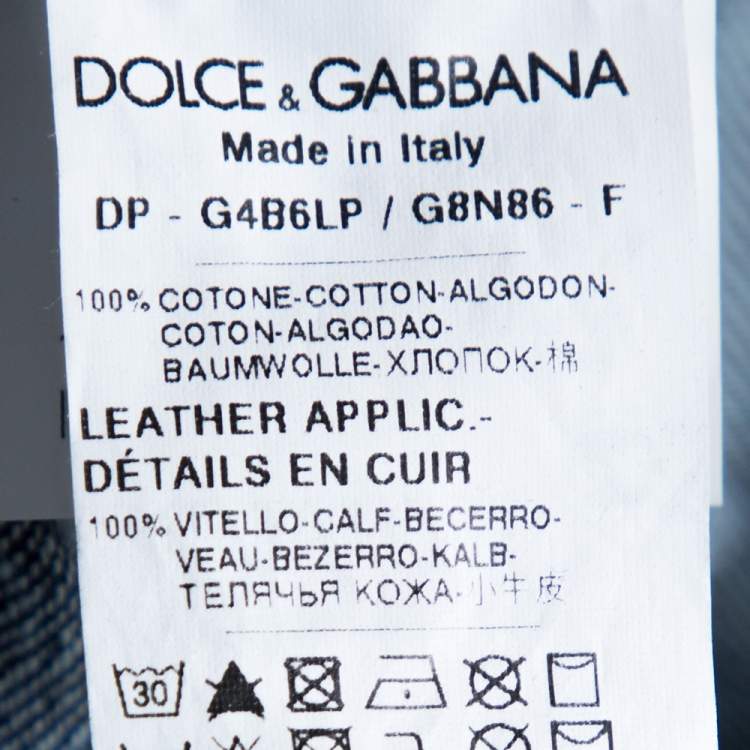 DOLCE & GABBANA
Made in Italy
DP - G4B6LP / G8N86 - F
100% COTONE-COTTON-ALGODON-
COTON-ALGODAO-
BAUMWOLLE-ХЛОПОК-棉
LEATHER APPLIC.-
DÉTAILS EN CUIR
100% VITELLO-CALF-BECERRO-
VEAU-BEZERRO-KALB-
ТЕЛЯЧЬЯ КОЖА-小牛皮
30